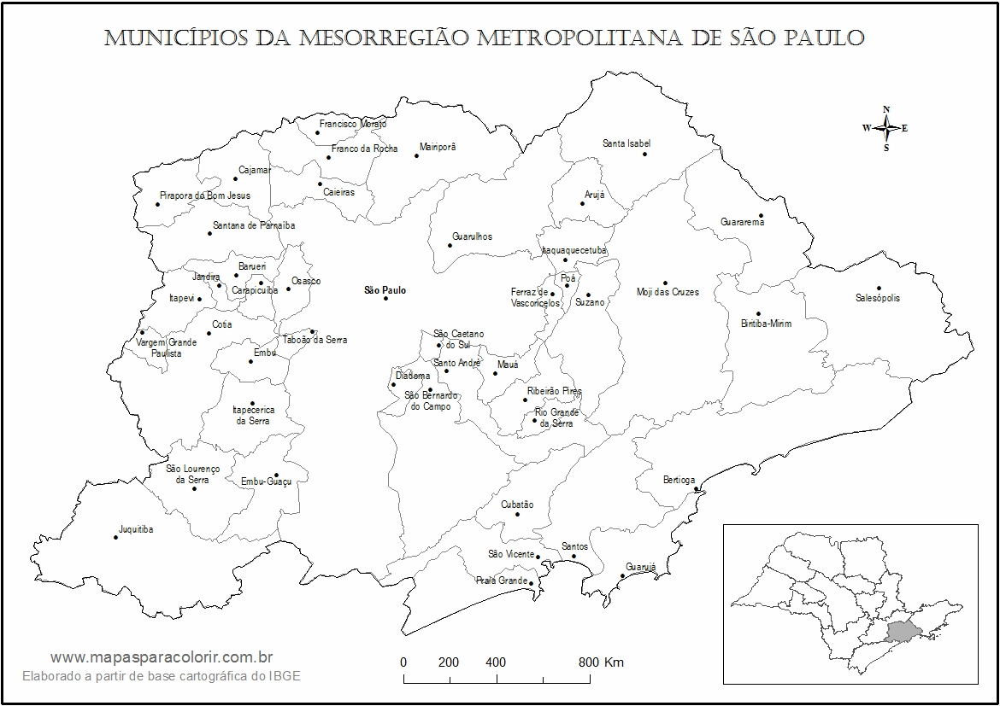 MUNICÍPIOS DA MESORREGIÃO METROPOLITANA DE SÃO PAULO
N
W E
S
Francisco Morato
Franco da Rocha
Mairiporã
Santa Isabel
Cajamar
Caieiras
Pirapora do Bom Jesus
Arujá
Santana de Parnaíba
Guarulhos
Guararema
Itaquaquecetuba
Barueri
Jandira
Carapicuíba
Osasco
Itapevi
São Paulo
Poá
Ferraz de
Vasconcelos
Suzano
Moji das Cruzes
Salesópolis
Biritiba-Mirim
Cotia
Vargem Grande
Paulista
Taboão da Serra
Embu
São Caetano
do Sul
Santo André
Mauá
Diadema
São Bernardo
do Campo
Ribeirão Pires
Rio Grande
da Serra
Itapecerica
da Serra
São Lourenço
da Serra
Embu-Guaçu
Bertioga
Cubatão
Juquitiba
São Vicente
Santos
Guarujá
Praia Grande
www.mapasparacolorir.com.br
Elaborado a partir de base cartográfica do IBGE
0 200 400 800 Km